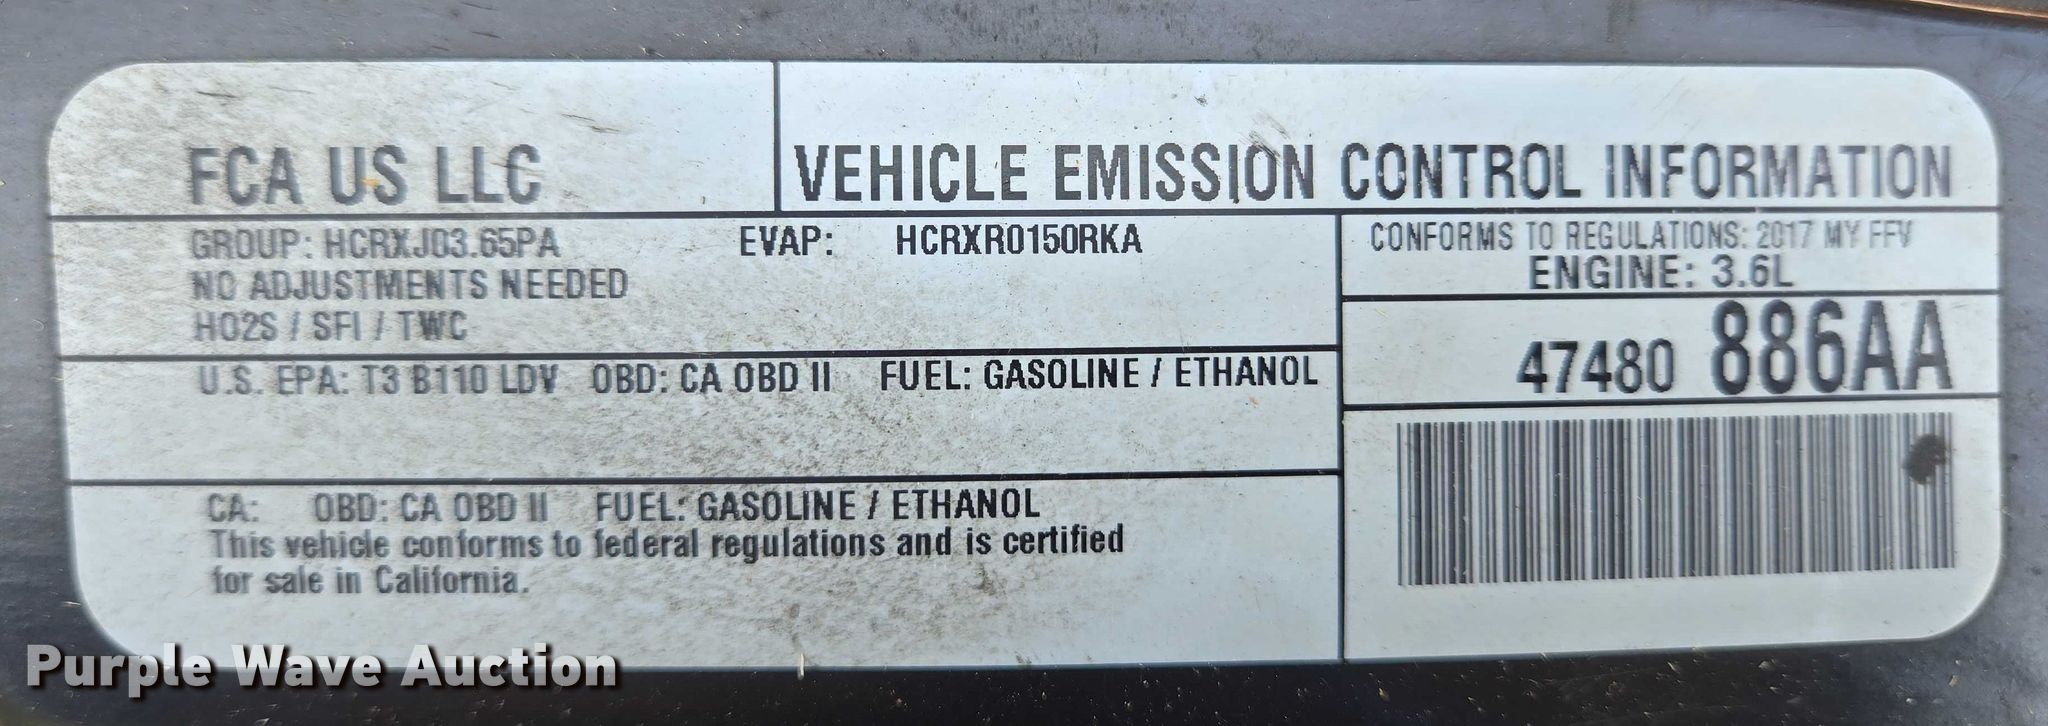 FCA US LLC
VEHICLE EMISSION CONTROL INFORMATION
GROUP: HCRXJ03.65PA EVAP: HCRXR0150RKA
NO ADJUSTMENTS NEEDED
HO2S / SFI / TWC
CONFORMS TO REGULATIONS: 2017 MY FFV
ENGINE: 3.6L
47480 886AA
U.S. EPA: T3 B110 LDV OBD: CA OBD II FUEL: GASOLINE / ETHANOL
CA: OBD: CA OBD II FUEL: GASOLINE / ETHANOL
This vehicle conforms to federal regulations and is certified
for sale in California.
Purple Wave Auction